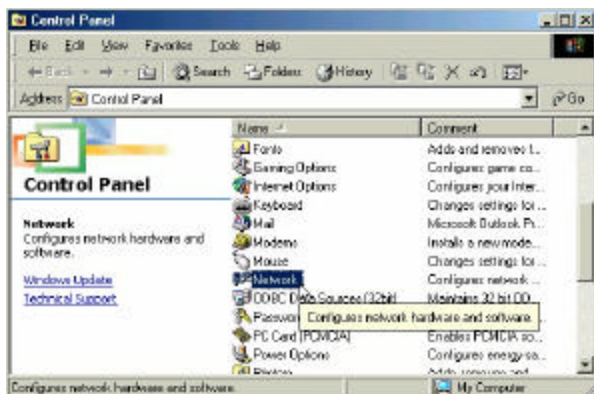 Control Panel
File Edit View Favorites Tools Help
Back Search Folders History
Address Control Panel Go
Name Comment
Control Panel
Network
Configures network hardware and
software.
Windows Update
Technical Support
Fonts Adds and removes f...
Gaming Options Configures game co...
Internet Options Configures your Inter...
Keyboard Changes settings for ...
Mail Microsoft Outlook Pr...
Modems Installs a new mode...
Mouse Changes settings for ...
Network Configures network ...
ODBC Data Sources (32bit) Maintains 32 bit OD...
Configures network hardware and software.
PC Card (PCMCIA) Enables PCMCIA so...
Power Options Configures energy-sa...
Configures network hardware and software. My Computer